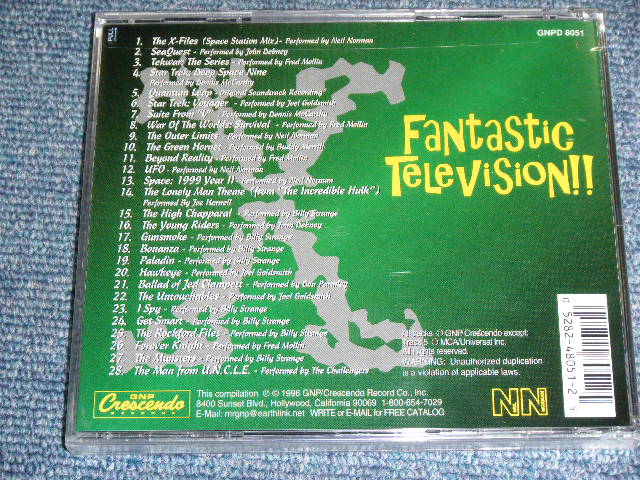 GNPD 8051
1. The X-Files (Space Station Mix) - Performed by Neil Norman
2. SeaQuest - Performed by John Debney
3. Tekwar: The Series - Performed by Fred Mollin
4. Star Trek: Deep Space Nine
Performed by Dennis McCarthy
5. Quantum Leap - Original Soundtrack Recording
6. Star Trek: Voyager - Performed by Joel Goldsmith
7. Suite From "V" - Performed by Dennis McCarthy
8. War Of The Worlds: Survival - Performed by Fred Mollin
9. The Outer Limits - Performed by Neil Norman
10. The Green Hornet - Performed by Buddy Merrill
11. Beyond Reality - Performed by Fred Mollin
12. UFO - Performed by Neil Norman
13. Space: 1999 Year II - Performed by Neil Norman
14. The Lonely Man Theme (from "The Incredible Hulk")
Performed by Joe Harnell
15. The High Chapparal - Performed by Billy Strange
16. The Young Riders - Performed by John Debney
17. Gunsmoke - Performed by Billy Strange
18. Bonanza - Performed by Billy Strange
19. Paladin - Performed by Billy Strange
20. Hawkeye - Performed by Joel Goldsmith
21. Ballad of Jed Clampett - Performed by Don Parmley
22. The Untouchables - Performed by Joel Goldsmith
23. I Spy - Performed by Billy Strange
24. Get Smart - Performed by Billy Strange
25. The Rockford Files - Performed by Billy Strange
26. Forever Knight - Performed by Fred Mollin
27. The Munsters - Performed by Billy Strange
28. The Man from U.N.C.L.E. - Performed by The Challengers
FANTASTIC
TELEVISION!!
All tracks ℗ GNP Crescendo except:
Track 5 ℗ MCA/Universal Inc.
All Rights reserved.
WARNING: Unauthorized duplication
is a violation of applicable laws.
0 52824-8051-2
GNP
Crescendo
RECORDS
This compilation ℗ © 1996 GNP/Crescendo Record Co., Inc.
8400 Sunset Blvd., Hollywood, California 90069 1-800-654-7029
E-Mail: mrgnp@earthlink.net WRITE or E-MAIL for FREE CATALOG
NN